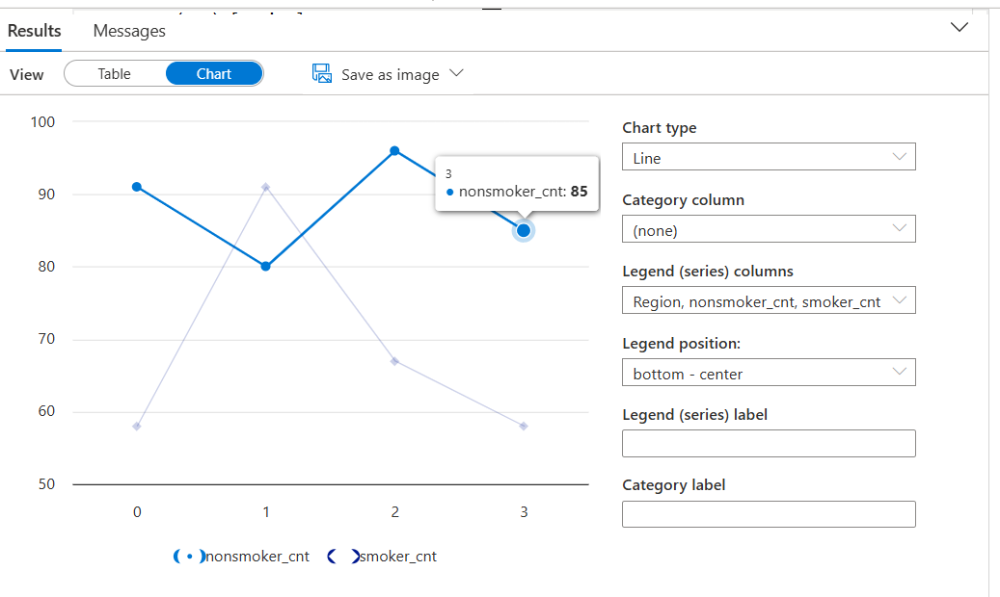 Results Messages
View Table Chart Save as image
100
90
80
70
60
50
0 1 2 3
3
nonsmoker_cnt: 85
nonsmoker_cnt smoker_cnt
Chart type
Line
Category column
(none)
Legend (series) columns
Region, nonsmoker_cnt, smoker_cnt
Legend position:
bottom - center
Legend (series) label
Category label